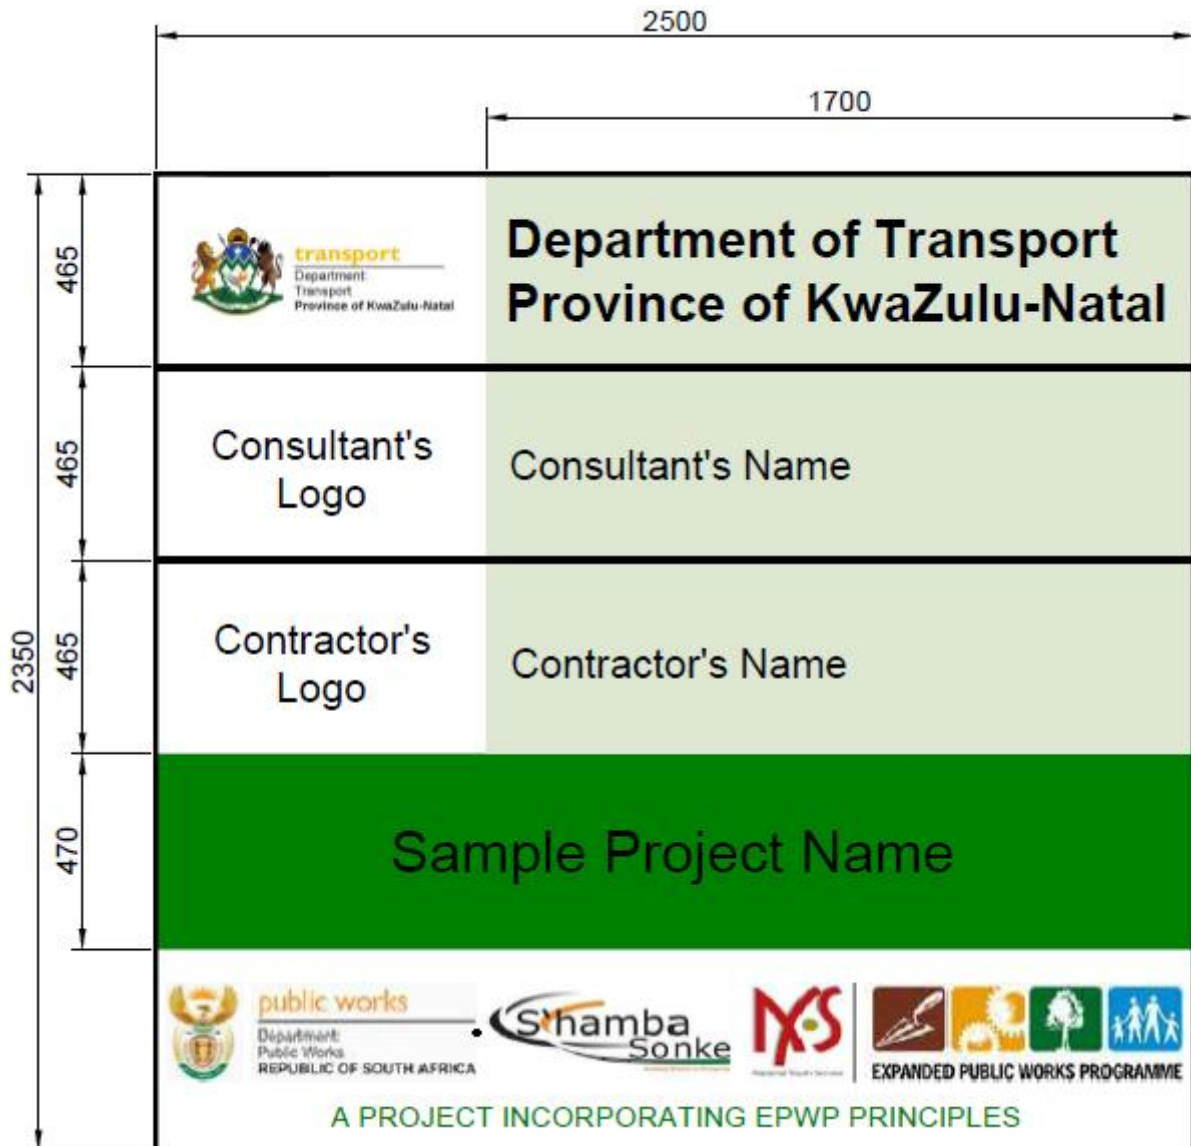 2500
1700
465
transport
Department:
Transport
Province of KwaZulu-Natal
Department of Transport
Province of KwaZulu-Natal
465
Consultant's
Logo
Consultant's Name
2350
465
Contractor's
Logo
Contractor's Name
470
Sample Project Name
public works
Department:
Public Works
REPUBLIC OF SOUTH AFRICA
S'hamba
Sonke
NYS
EXPANDED PUBLIC WORKS PROGRAMME
A PROJECT INCORPORATING EPWP PRINCIPLES